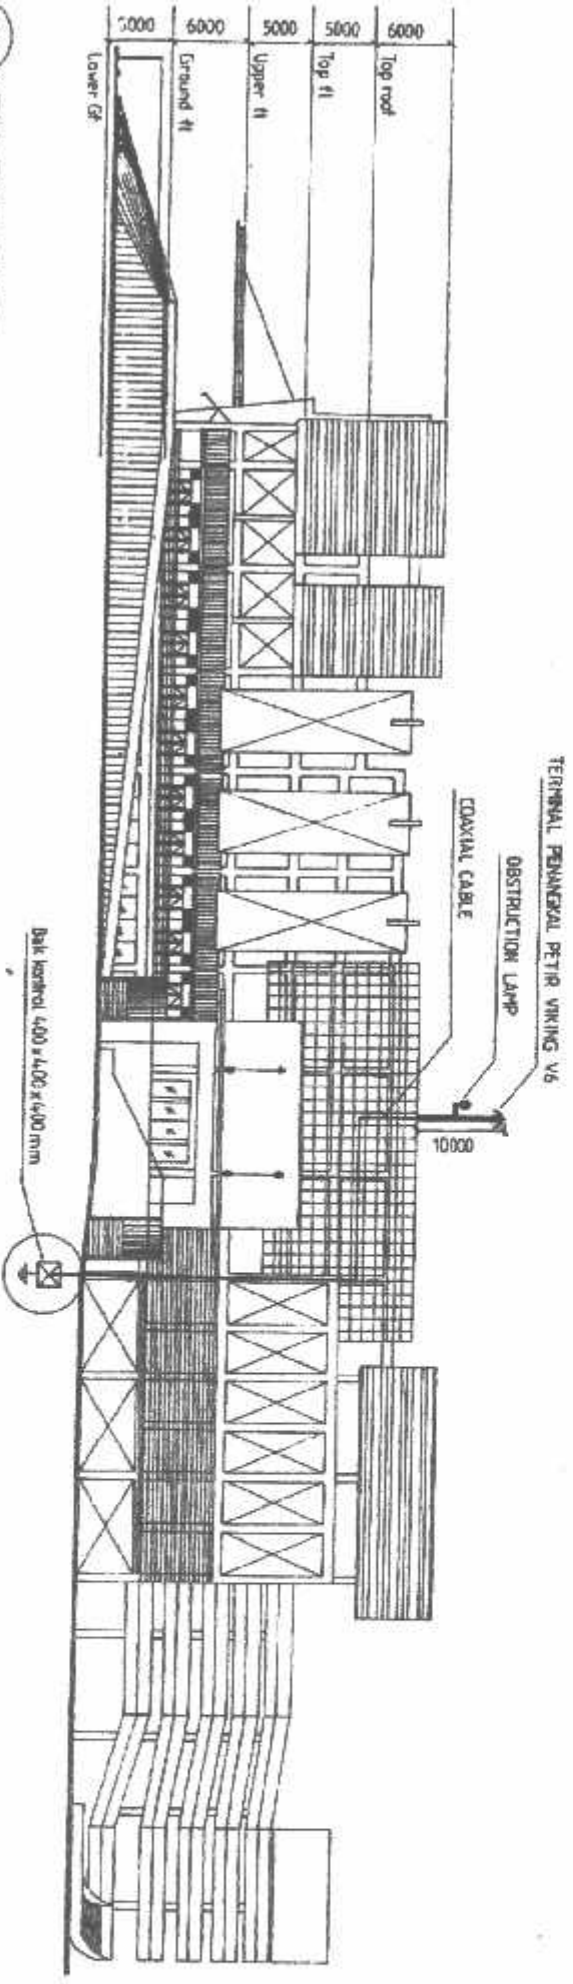 5000 6000 5000 5000 6000
Lower Gf
Ground fl
Upper fl
Top fl
Top roof
TERMINAL PENANGKAL PETIR VIKING V6
OBSTRUCTION LAMP
COAXIAL CABLE
10000
Bak kontrol 400 x 400 x 400 mm